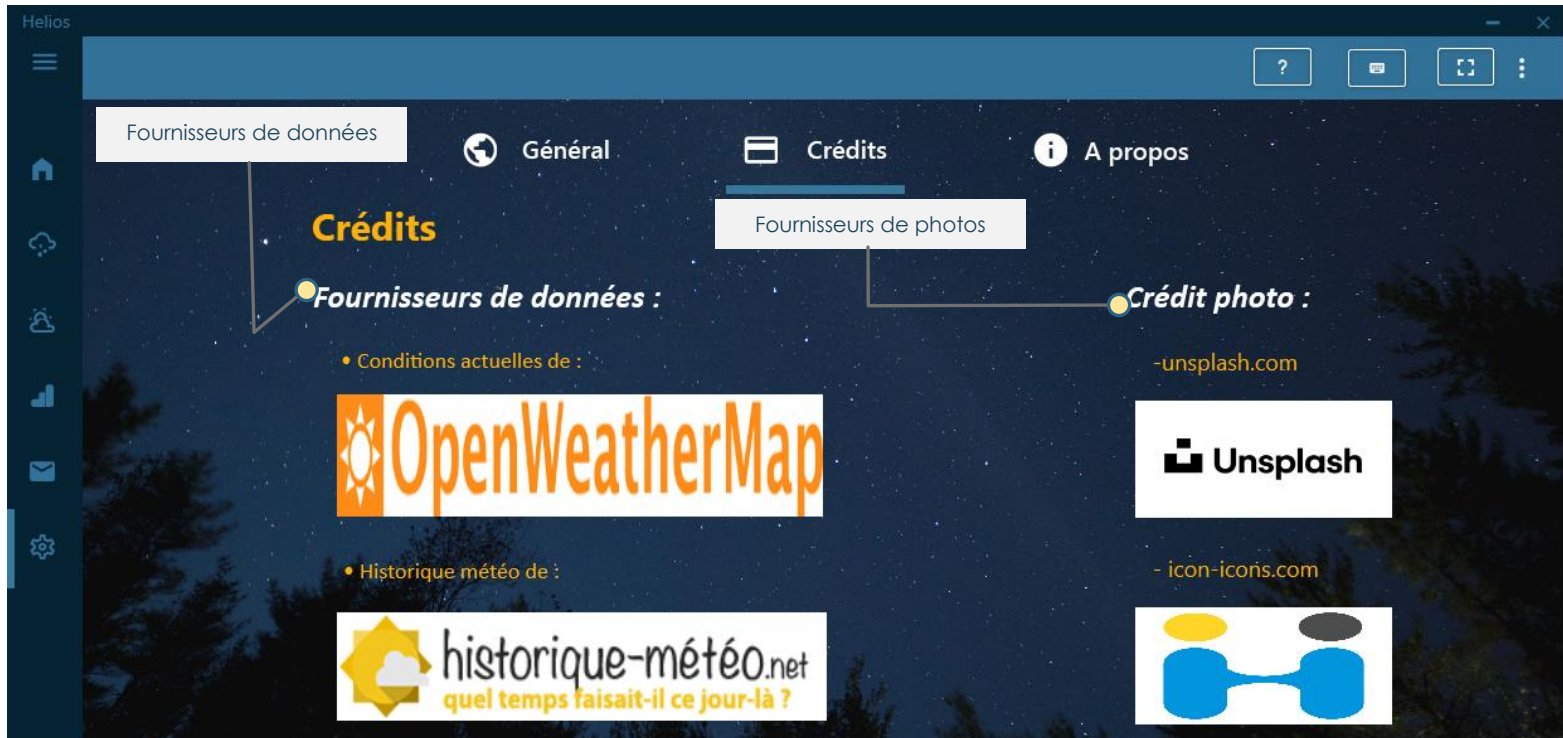 Helios
?
Fournisseurs de données
Général
Crédits
A propos
Crédits
Fournisseurs de photos
Fournisseurs de données :
Crédit photo :
• Conditions actuelles de :
-unsplash.com
OpenWeatherMap
Unsplash
• Historique météo de :
- icon-icons.com
historique-météo.net
quel temps faisait-il ce jour-là ?